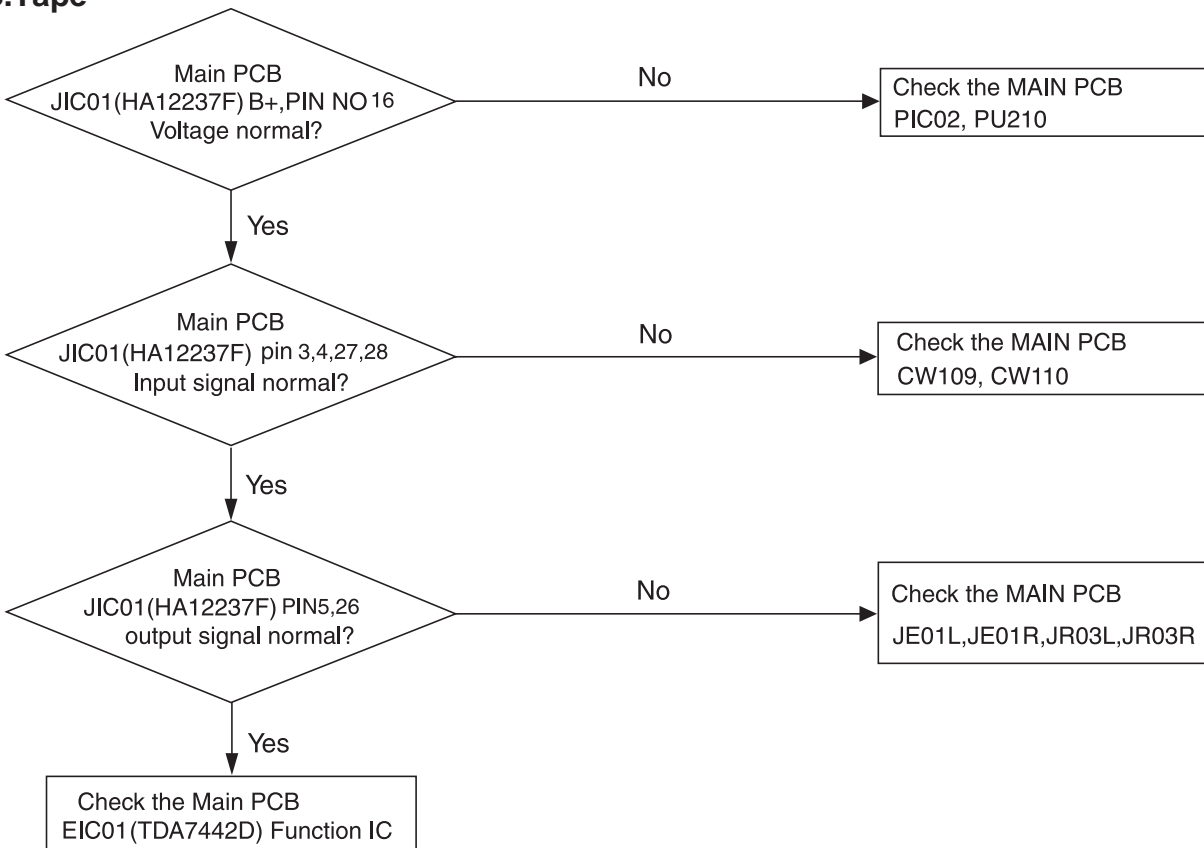 Main PCB
JIC01(HA12237F) B+,PIN NO 16
Voltage normal?
No
Check the MAIN PCB
PIC02, PU210
Yes
Main PCB
JIC01(HA12237F) pin 3,4,27,28
Input signal normal?
No
Check the MAIN PCB
CW109, CW110
Yes
Main PCB
JIC01(HA12237F) PIN5,26
output signal normal?
No
Check the MAIN PCB
JE01L,JE01R,JR03L,JR03R
Yes
Check the Main PCB
EIC01(TDA7442D) Function IC